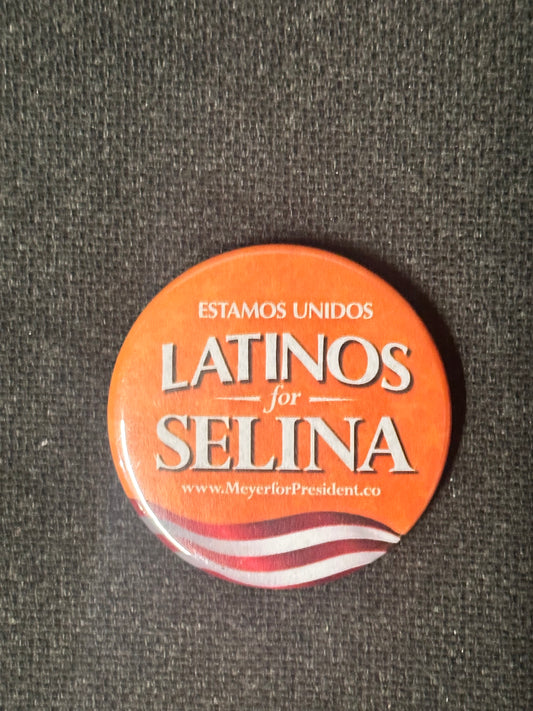 ESTAMOS UNIDOS
LATINOS
for
SELINA
www.MeyerforPresident.co